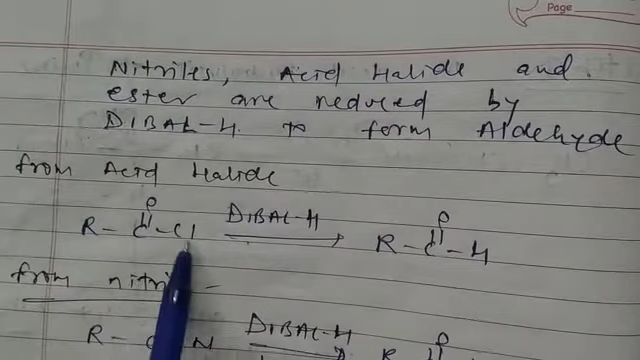 Page
Nitriles, Acid Halide and
ester are reduced by
DIBAL-H to form Aldehyde
from Acid Halide
O O
R - C - Cl DIBAL-H R - C - H
from nitri -
R - N DIBAL-H R